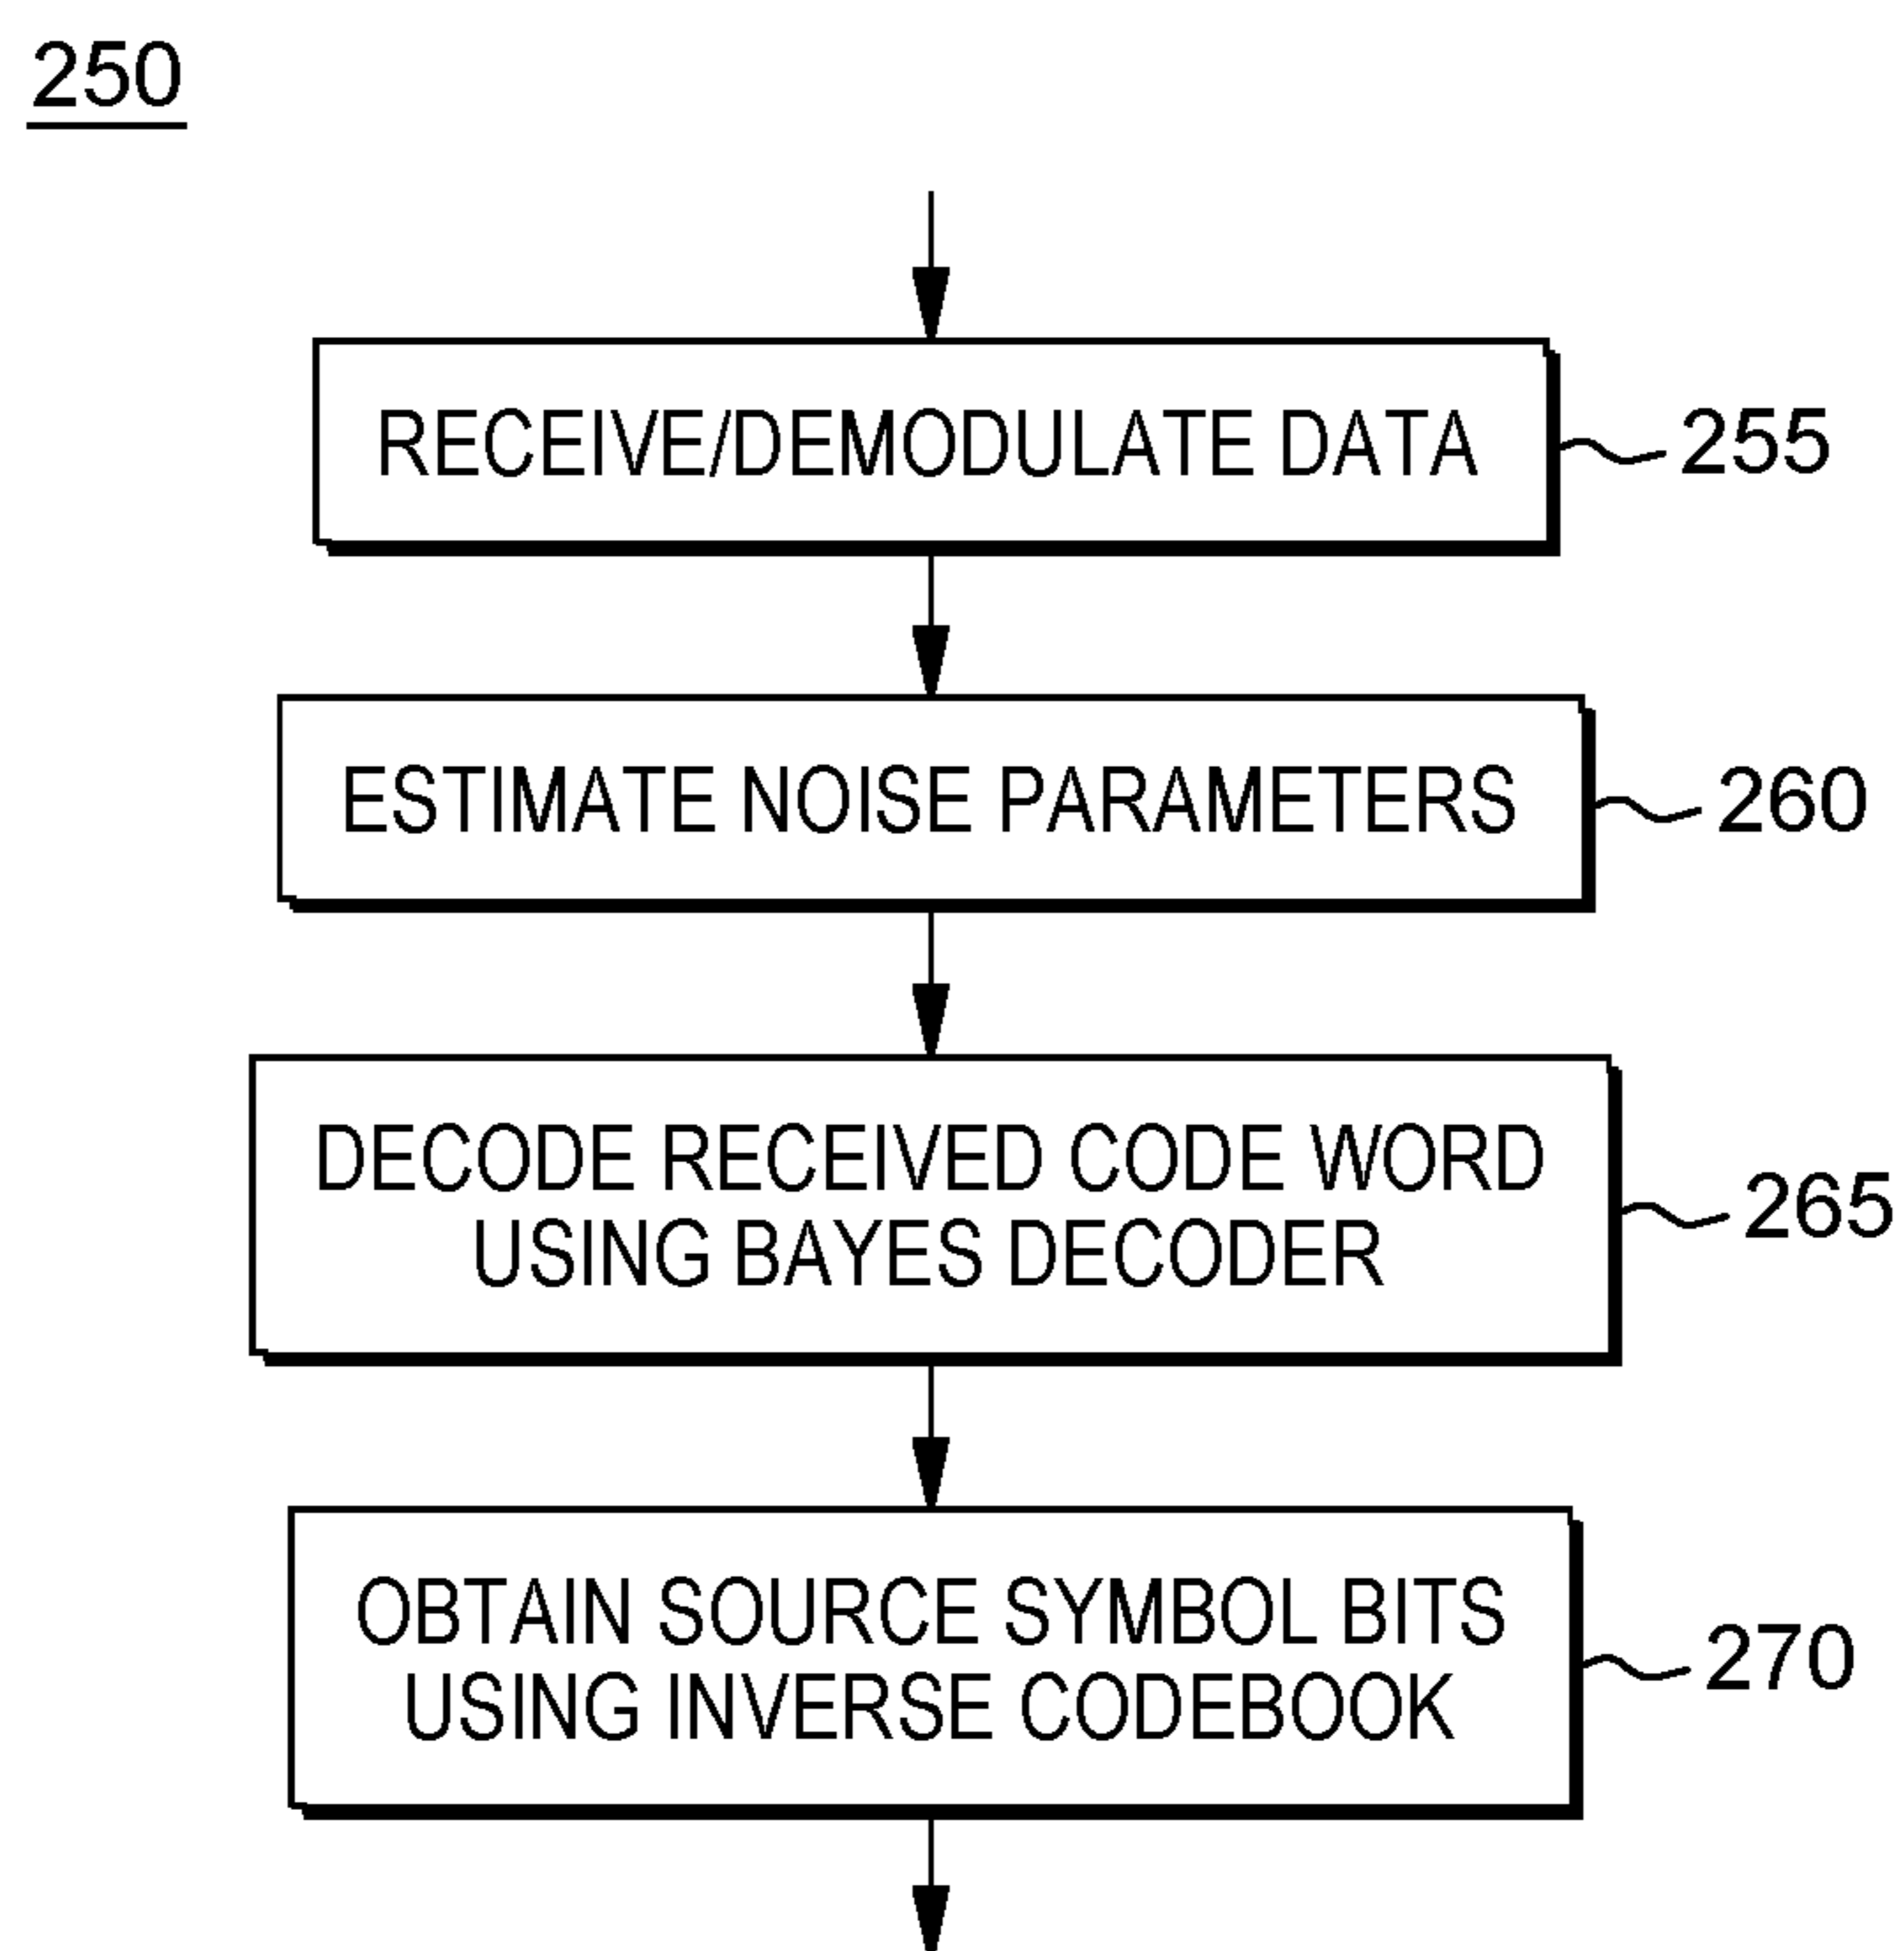 250
RECEIVE/DEMODULATE DATA
255
ESTIMATE NOISE PARAMETERS
260
DECODE RECEIVED CODE WORD
USING BAYES DECODER
265
OBTAIN SOURCE SYMBOL BITS
USING INVERSE CODEBOOK
270